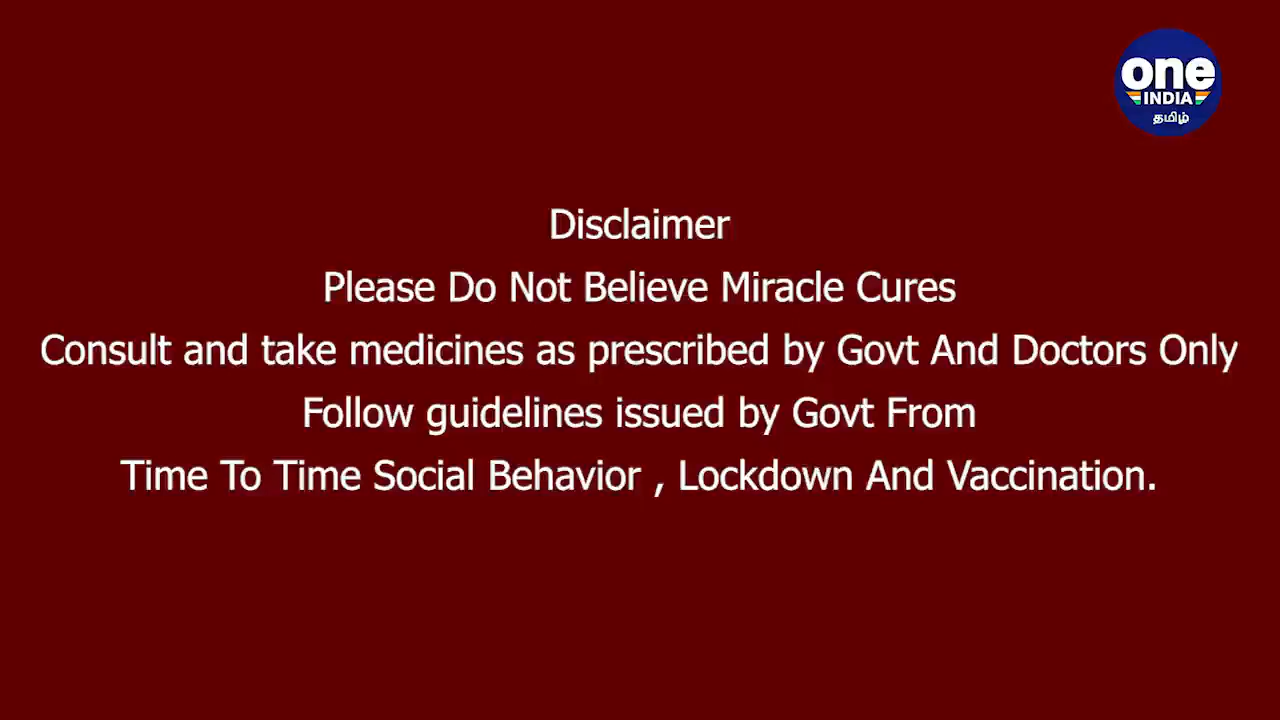 one
INDIA
தமிழ்
Disclaimer
Please Do Not Believe Miracle Cures
Consult and take medicines as prescribed by Govt And Doctors Only
Follow guidelines issued by Govt From
Time To Time Social Behavior , Lockdown And Vaccination.